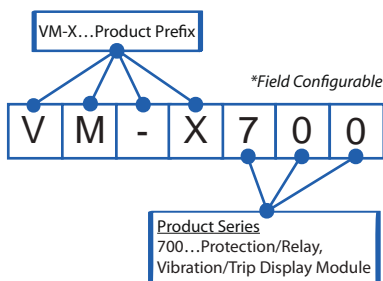 VM-X...Product Prefix
*Field Configurable
V M - X 7 0 0
Product Series
700...Protection/Relay,
Vibration/Trip Display Module